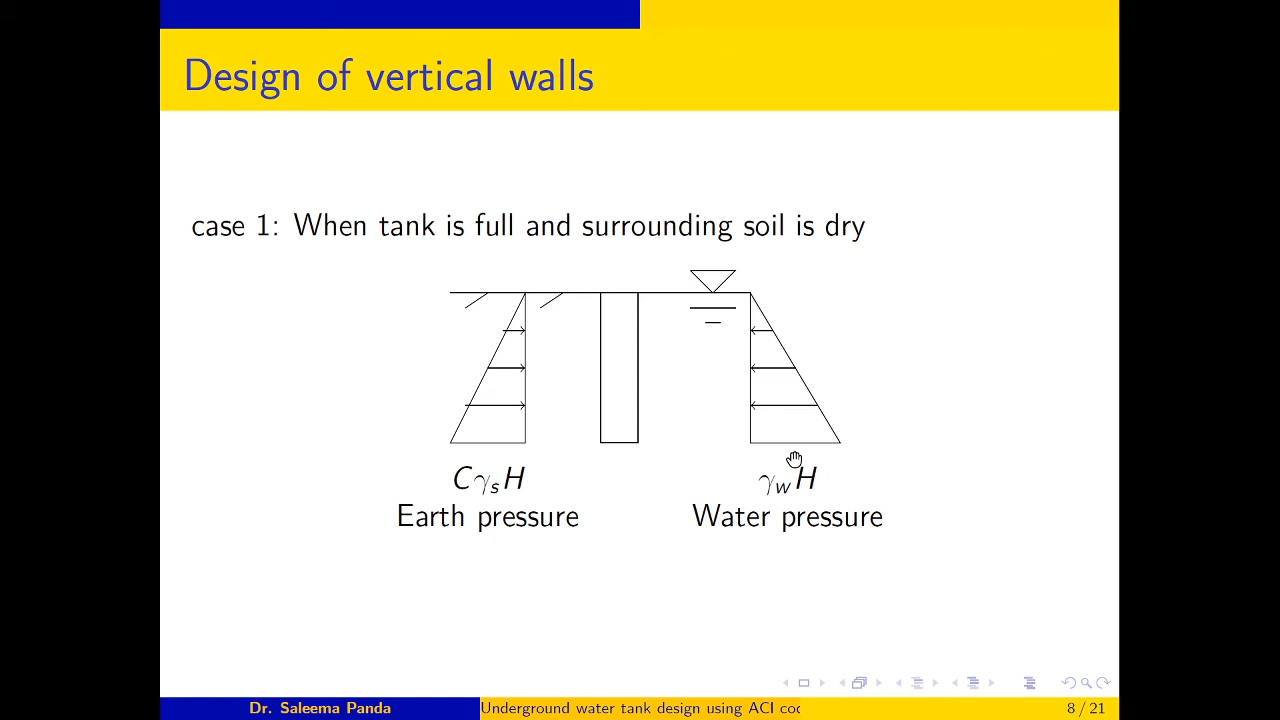 Design of vertical walls
case 1: When tank is full and surrounding soil is dry
CγₛH
γ_wH
Earth pressure
Water pressure
Dr. Saleema Panda
Underground water tank design using ACI coc
8 / 21